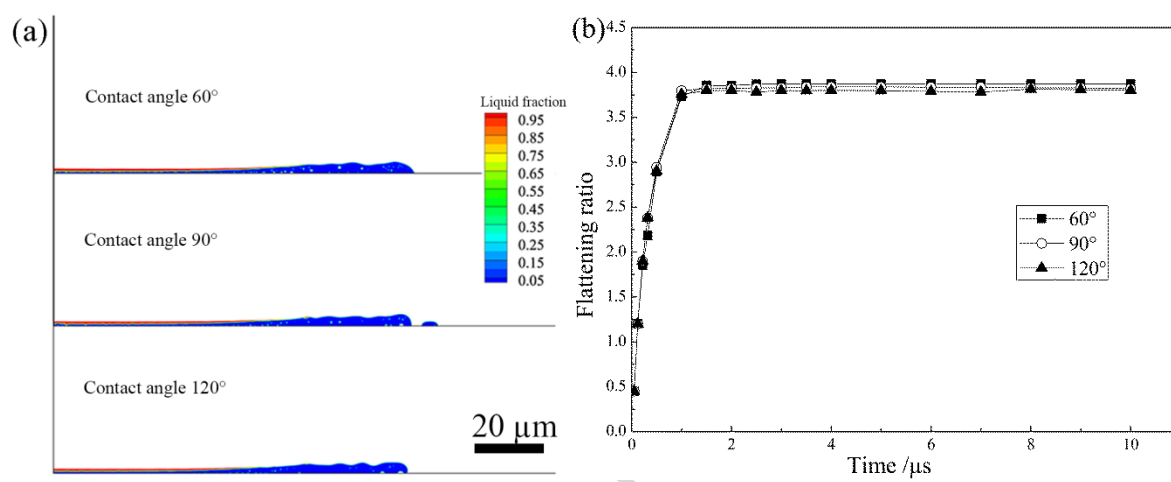 (a)
Contact angle 60°
Liquid fraction
0.95
0.85
0.75
0.65
0.55
0.45
0.35
0.25
0.15
0.05
Contact angle 90°
Contact angle 120°
20 µm
(b)
Flattening ratio
4.5
4.0
3.5
3.0
2.5
2.0
1.5
1.0
0.5
0.0
60°
90°
120°
0 2 4 6 8 10
Time /µs